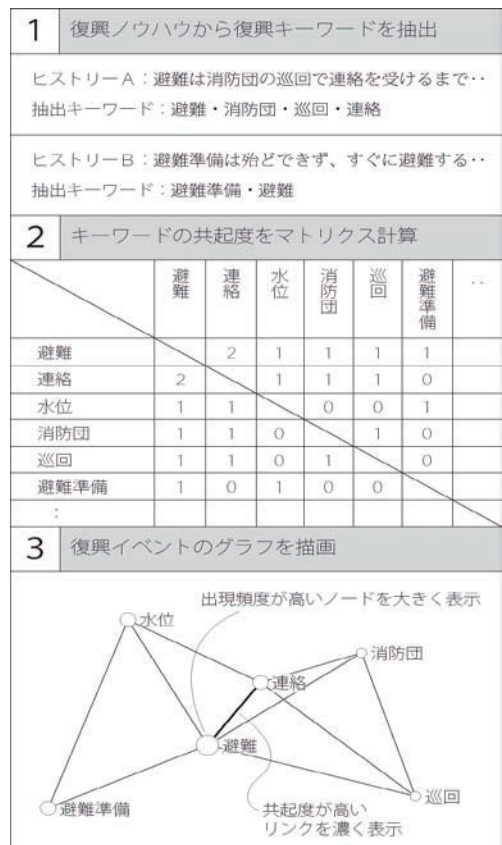 1 復興ノウハウから復興キーワードを抽出
ヒストリーA：避難は消防団の巡回で連絡を受けるまで‥
抽出キーワード：避難・消防団・巡回・連絡
ヒストリーB：避難準備は殆どできず、すぐに避難する‥
抽出キーワード：避難準備・避難
2 キーワードの共起度をマトリクス計算
避難 連絡 水位 消防団 巡回 避難準備 ‥
避難 2 1 1 1 1
連絡 2 1 1 1 0
水位 1 1 0 0 1
消防団 1 1 0 1 0
巡回 1 1 0 1 0
避難準備 1 0 1 0 0
：
3 復興イベントのグラフを描画
出現頻度が高いノードを大きく表示
水位
消防団
連絡
避難
巡回
避難準備
共起度が高い
リンクを濃く表示